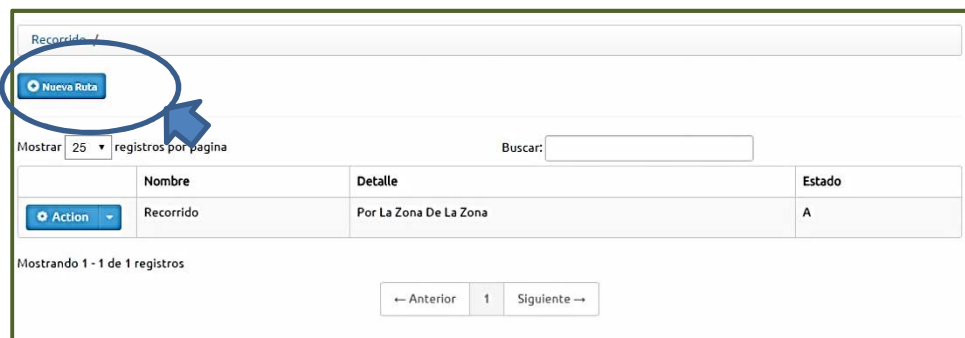 Recorrido /
Nueva Ruta
Mostrar 25 registros por pagina Buscar:
Nombre Detalle Estado
Action Recorrido Por La Zona De La Zona A
Mostrando 1 - 1 de 1 registros
← Anterior 1 Siguiente →